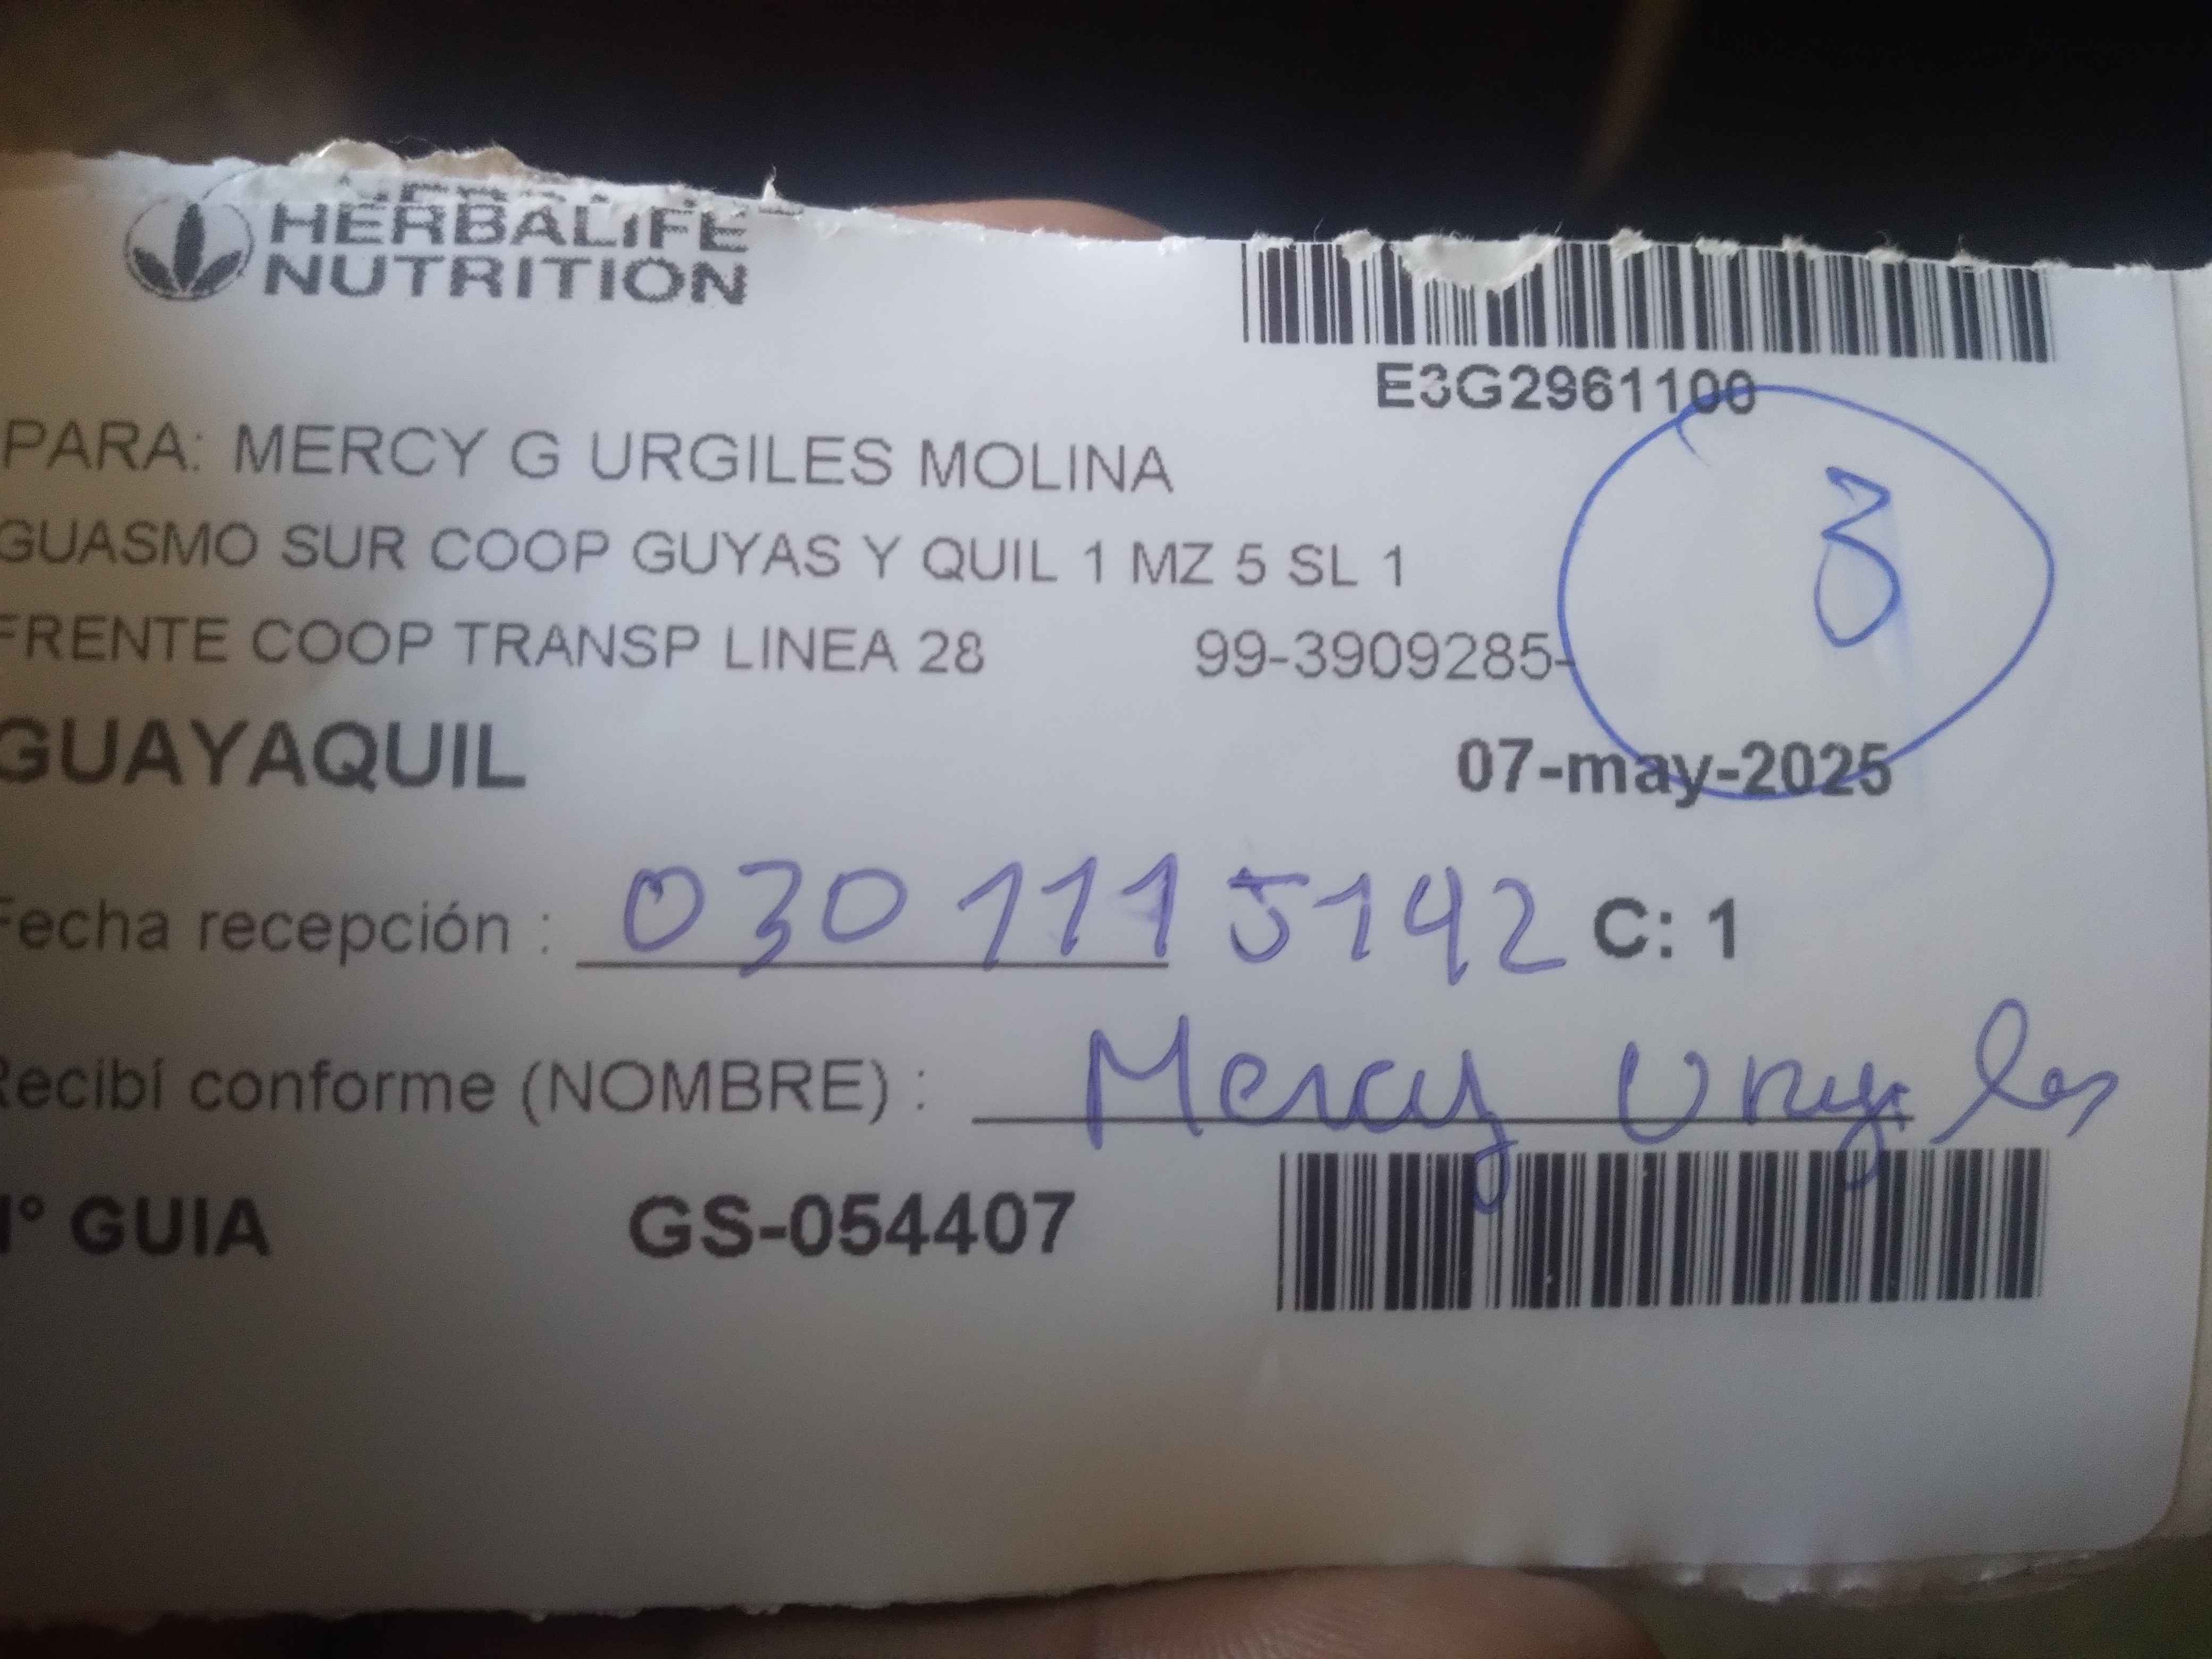 HERBALIFE
NUTRITION
E3G2961100
PARA: MERCY G URGILES MOLINA
3
GUASMO SUR COOP GUYAS Y QUIL 1 MZ 5 SL 1
FRENTE COOP TRANSP LINEA 28 99-3909285-
GUAYAQUIL
07-may-2025
Fecha recepción : 0301115142 C: 1
Recibí conforme (NOMBRE) : Mercy Urgiles
N° GUIA GS-054407